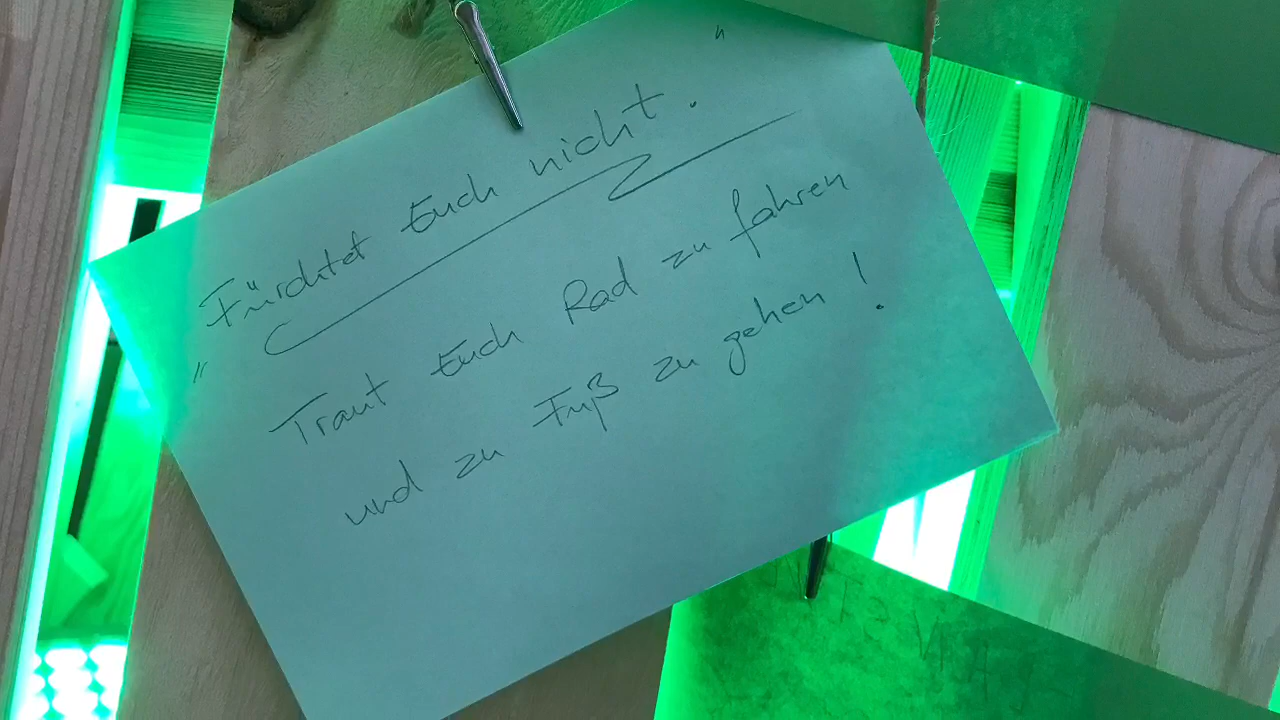 „Fürchtet Euch nicht.“
Traut Euch Rad zu fahren
und zu Fuß zu gehen!